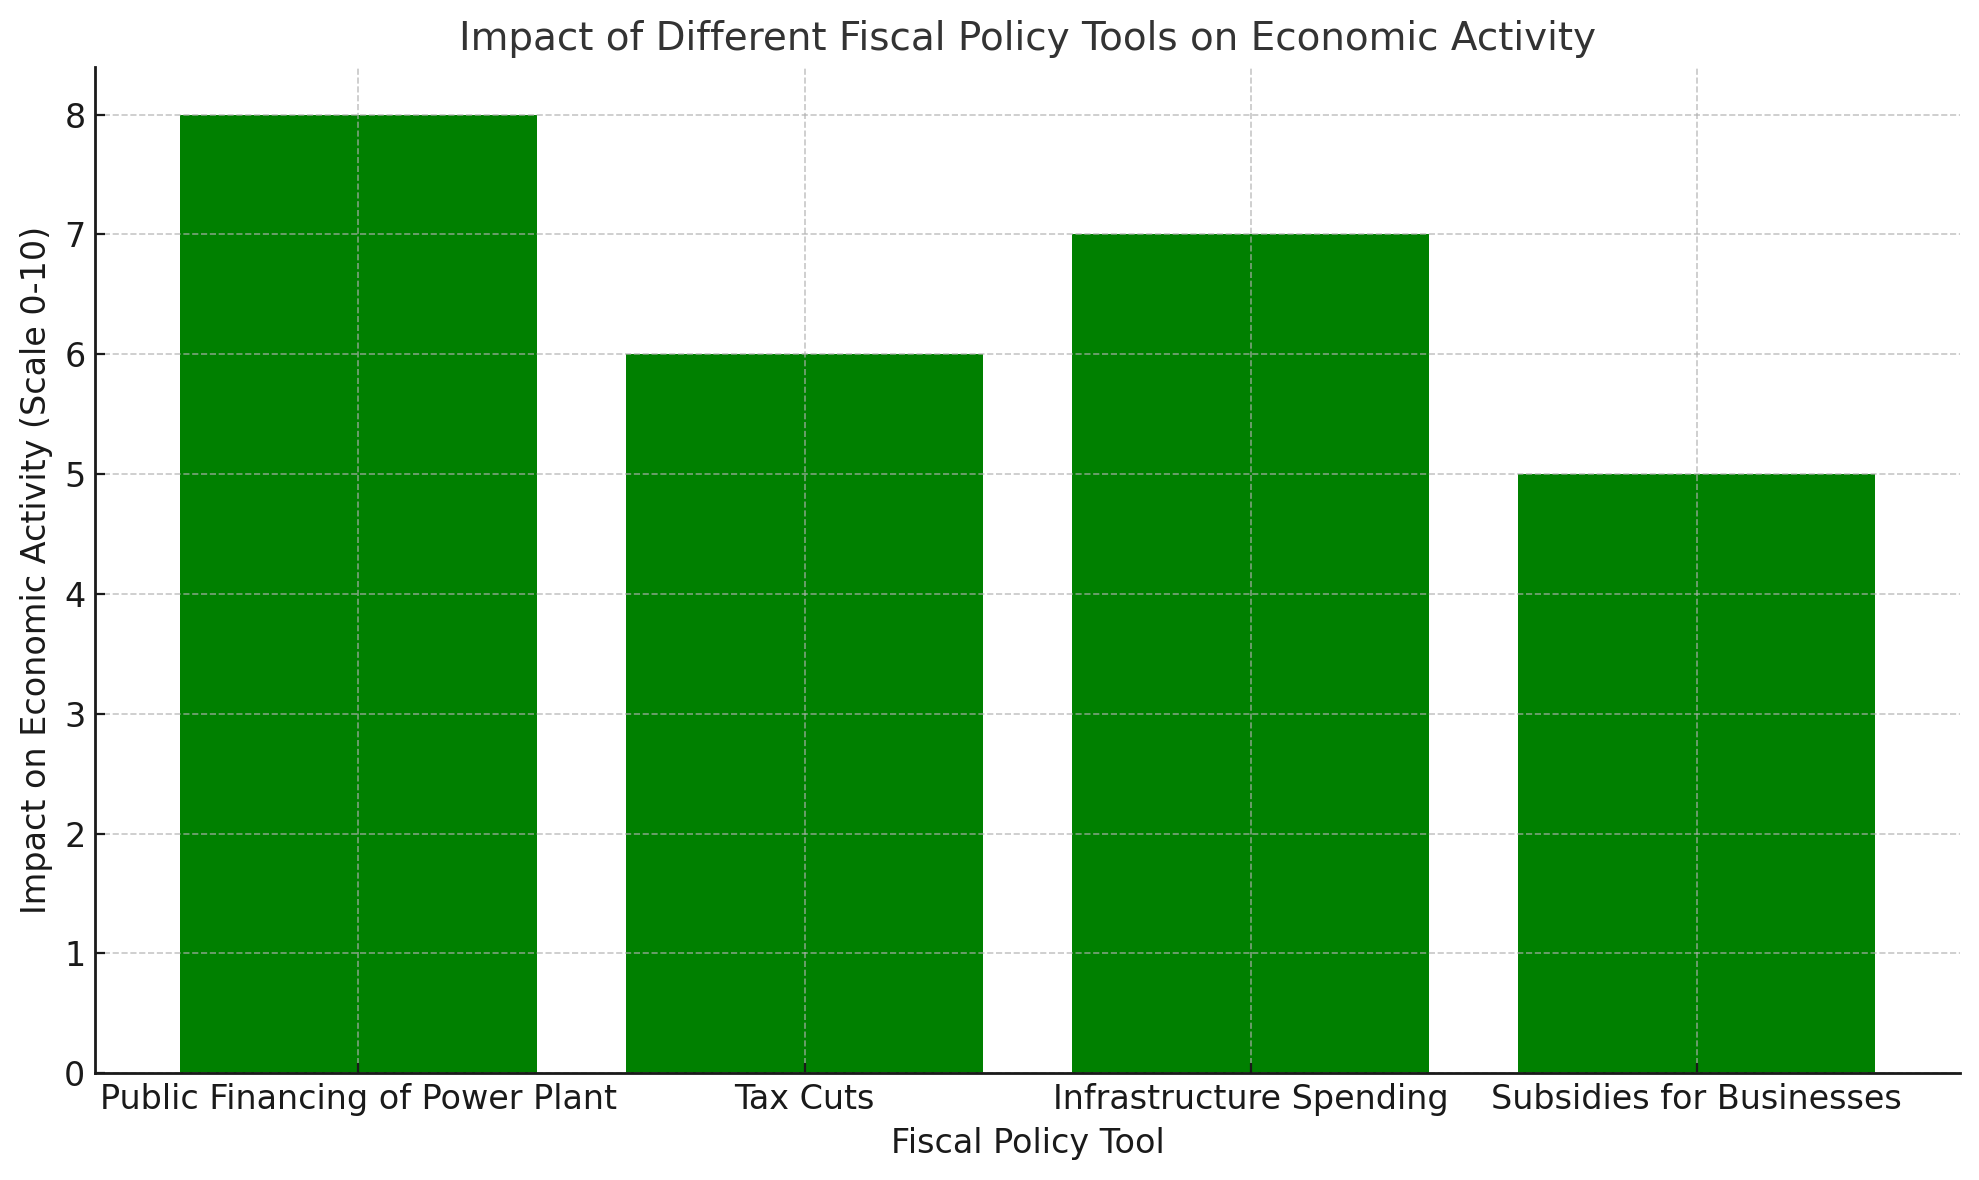 Impact of Different Fiscal Policy Tools on Economic Activity
Impact on Economic Activity (Scale 0-10)
8
7
6
5
4
3
2
1
0
Public Financing of Power Plant
Tax Cuts
Infrastructure Spending
Subsidies for Businesses
Fiscal Policy Tool